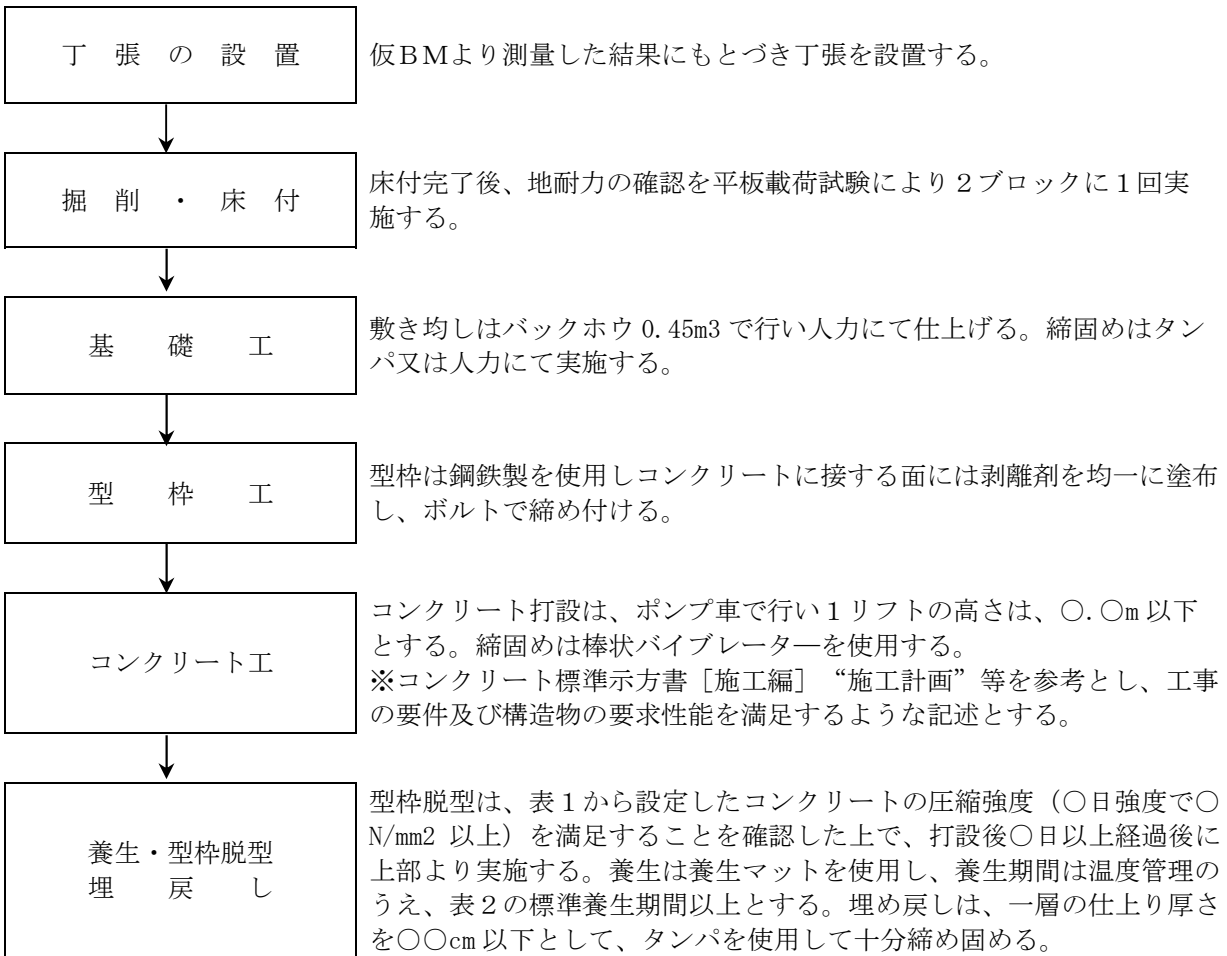 丁 張 の 設 置
仮ＢＭより測量した結果にもとづき丁張を設置する。
掘 削 ・ 床 付
床付完了後、地耐力の確認を平板載荷試験により２ブロックに１回実
施する。
基 礎 工
敷き均しはバックホウ 0.45m3 で行い人力にて仕上げる。締固めはタン
パ又は人力にて実施する。
型 枠 工
型枠は鋼鉄製を使用しコンクリートに接する面には剥離剤を均一に塗布
し、ボルトで締め付ける。
コンクリート工
コンクリート打設は、ポンプ車で行い１リフトの高さは、○.○m 以下
とする。締固めは棒状バイブレータ―を使用する。
※コンクリート標準示方書［施工編］“施工計画”等を参考とし、工事
の要件及び構造物の要求性能を満足するような記述とする。
養生・型枠脱型
埋 戻 し
型枠脱型は、表１から設定したコンクリートの圧縮強度（○日強度で○
N/mm2 以上）を満足することを確認した上で、打設後○日以上経過後に
上部より実施する。養生は養生マットを使用し、養生期間は温度管理の
うえ、表２の標準養生期間以上とする。埋め戻しは、一層の仕上り厚さ
を○○cm 以下として、タンパを使用して十分締め固める。